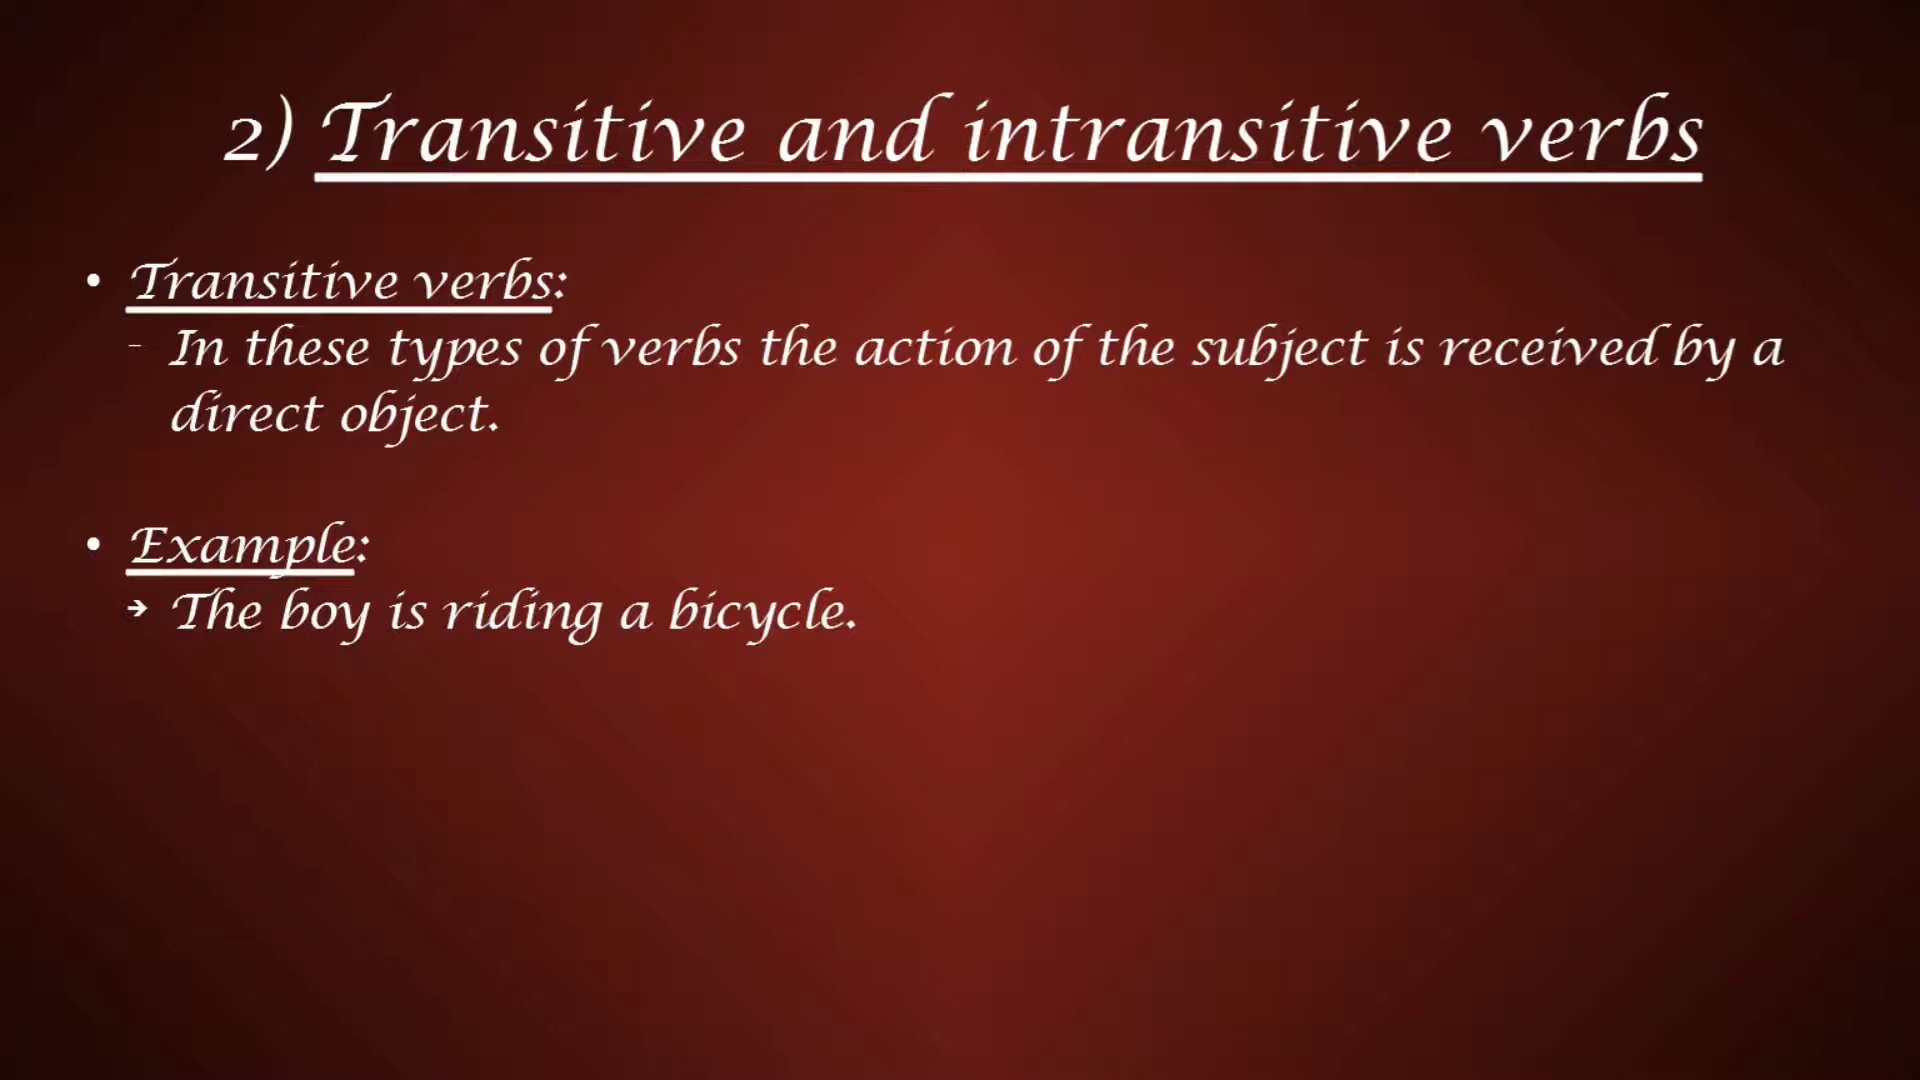 2) Transitive and intransitive verbs
• Transitive verbs:
- In these types of verbs the action of the subject is received by a
direct object.
• Example:
➔ The boy is riding a bicycle.